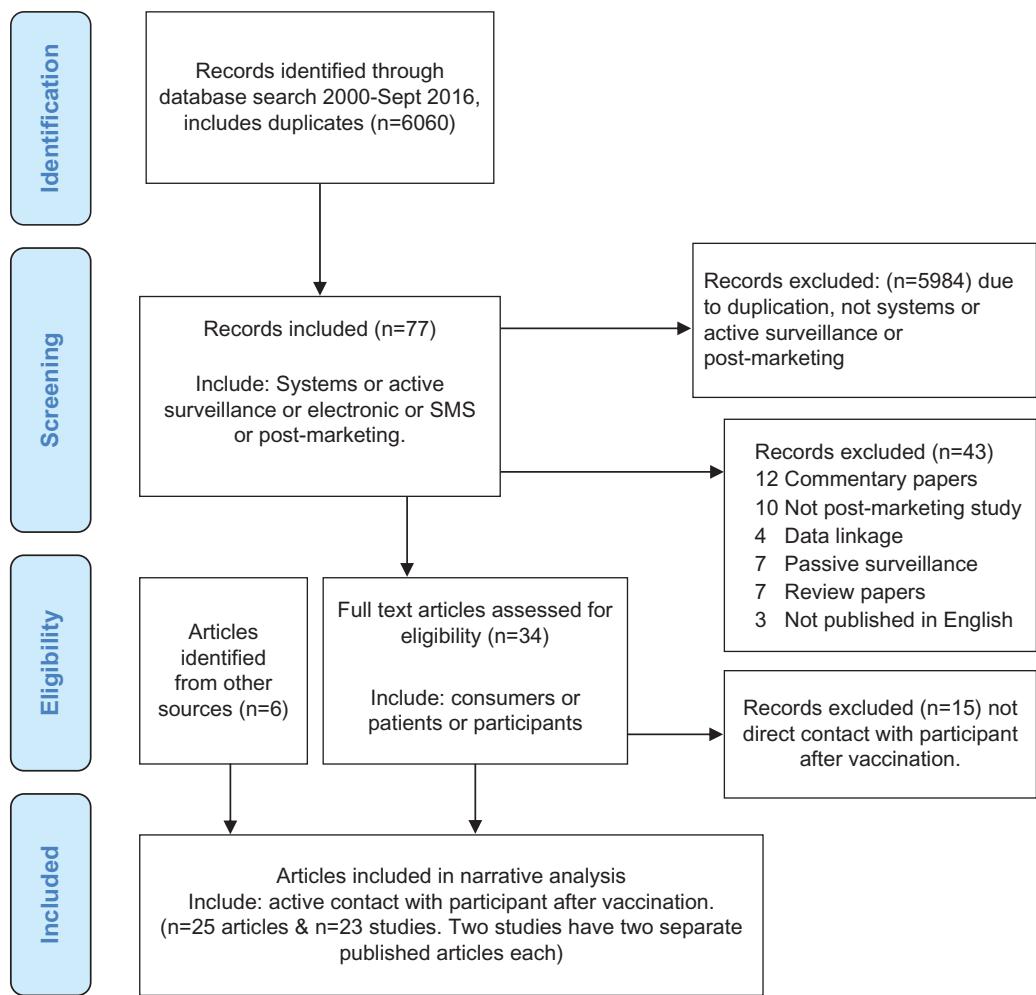 Identification
Records identified through
database search 2000-Sept 2016,
includes duplicates (n=6060)
Screening
Records included (n=77)
Include: Systems or active
surveillance or electronic or SMS
or post-marketing.
Records excluded: (n=5984) due
to duplication, not systems or
active surveillance or
post-marketing
Records excluded (n=43)
12 Commentary papers
10 Not post-marketing study
4 Data linkage
7 Passive surveillance
7 Review papers
3 Not published in English
Eligibility
Articles
identified
from other
sources (n=6)
Full text articles assessed for
eligibility (n=34)
Include: consumers or
patients or participants
Records excluded (n=15) not
direct contact with participant
after vaccination.
Included
Articles included in narrative analysis
Include: active contact with participant after vaccination.
(n=25 articles & n=23 studies. Two studies have two separate
published articles each)